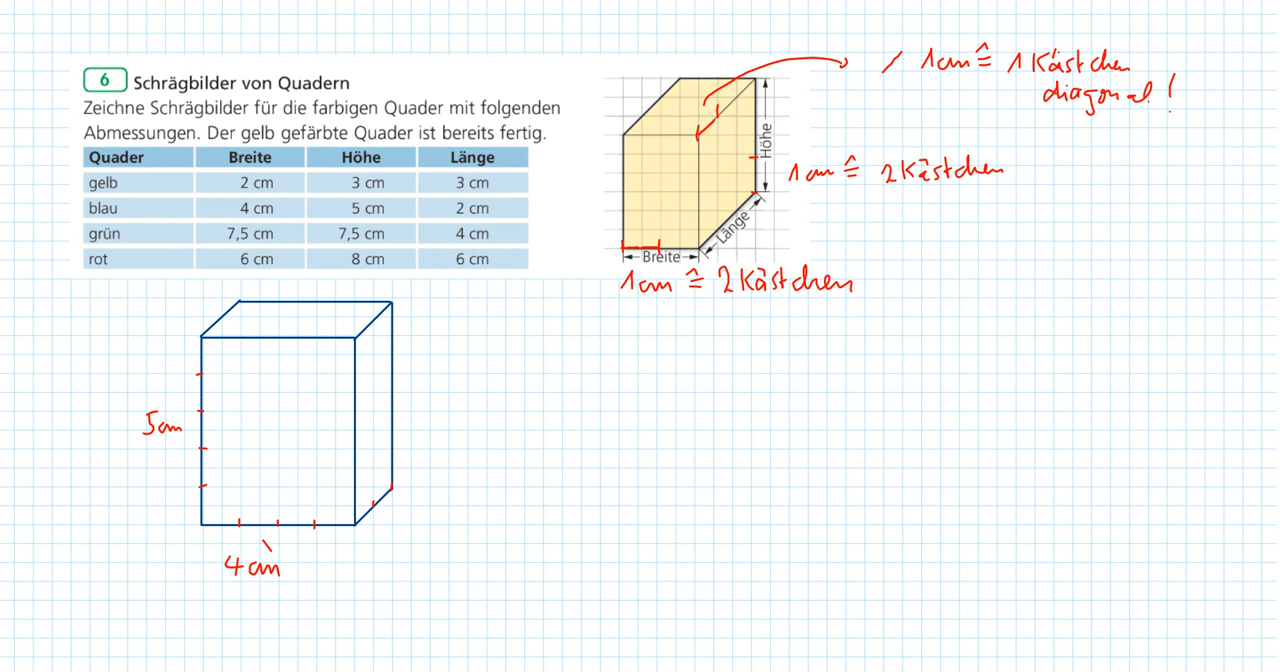 6 Schrägbilder von Quadern
Zeichne Schrägbilder für die farbigen Quader mit folgenden
Abmessungen. Der gelb gefärbte Quader ist bereits fertig.
Quader Breite Höhe Länge
gelb 2 cm 3 cm 3 cm
blau 4 cm 5 cm 2 cm
grün 7,5 cm 7,5 cm 4 cm
rot 6 cm 8 cm 6 cm
Höhe
Länge
Breite
1cm ≙ 1 Kästchen
diagonal!
1cm ≙ 2 Kästchen
1cm ≙ 2 Kästchen
5cm
4cm